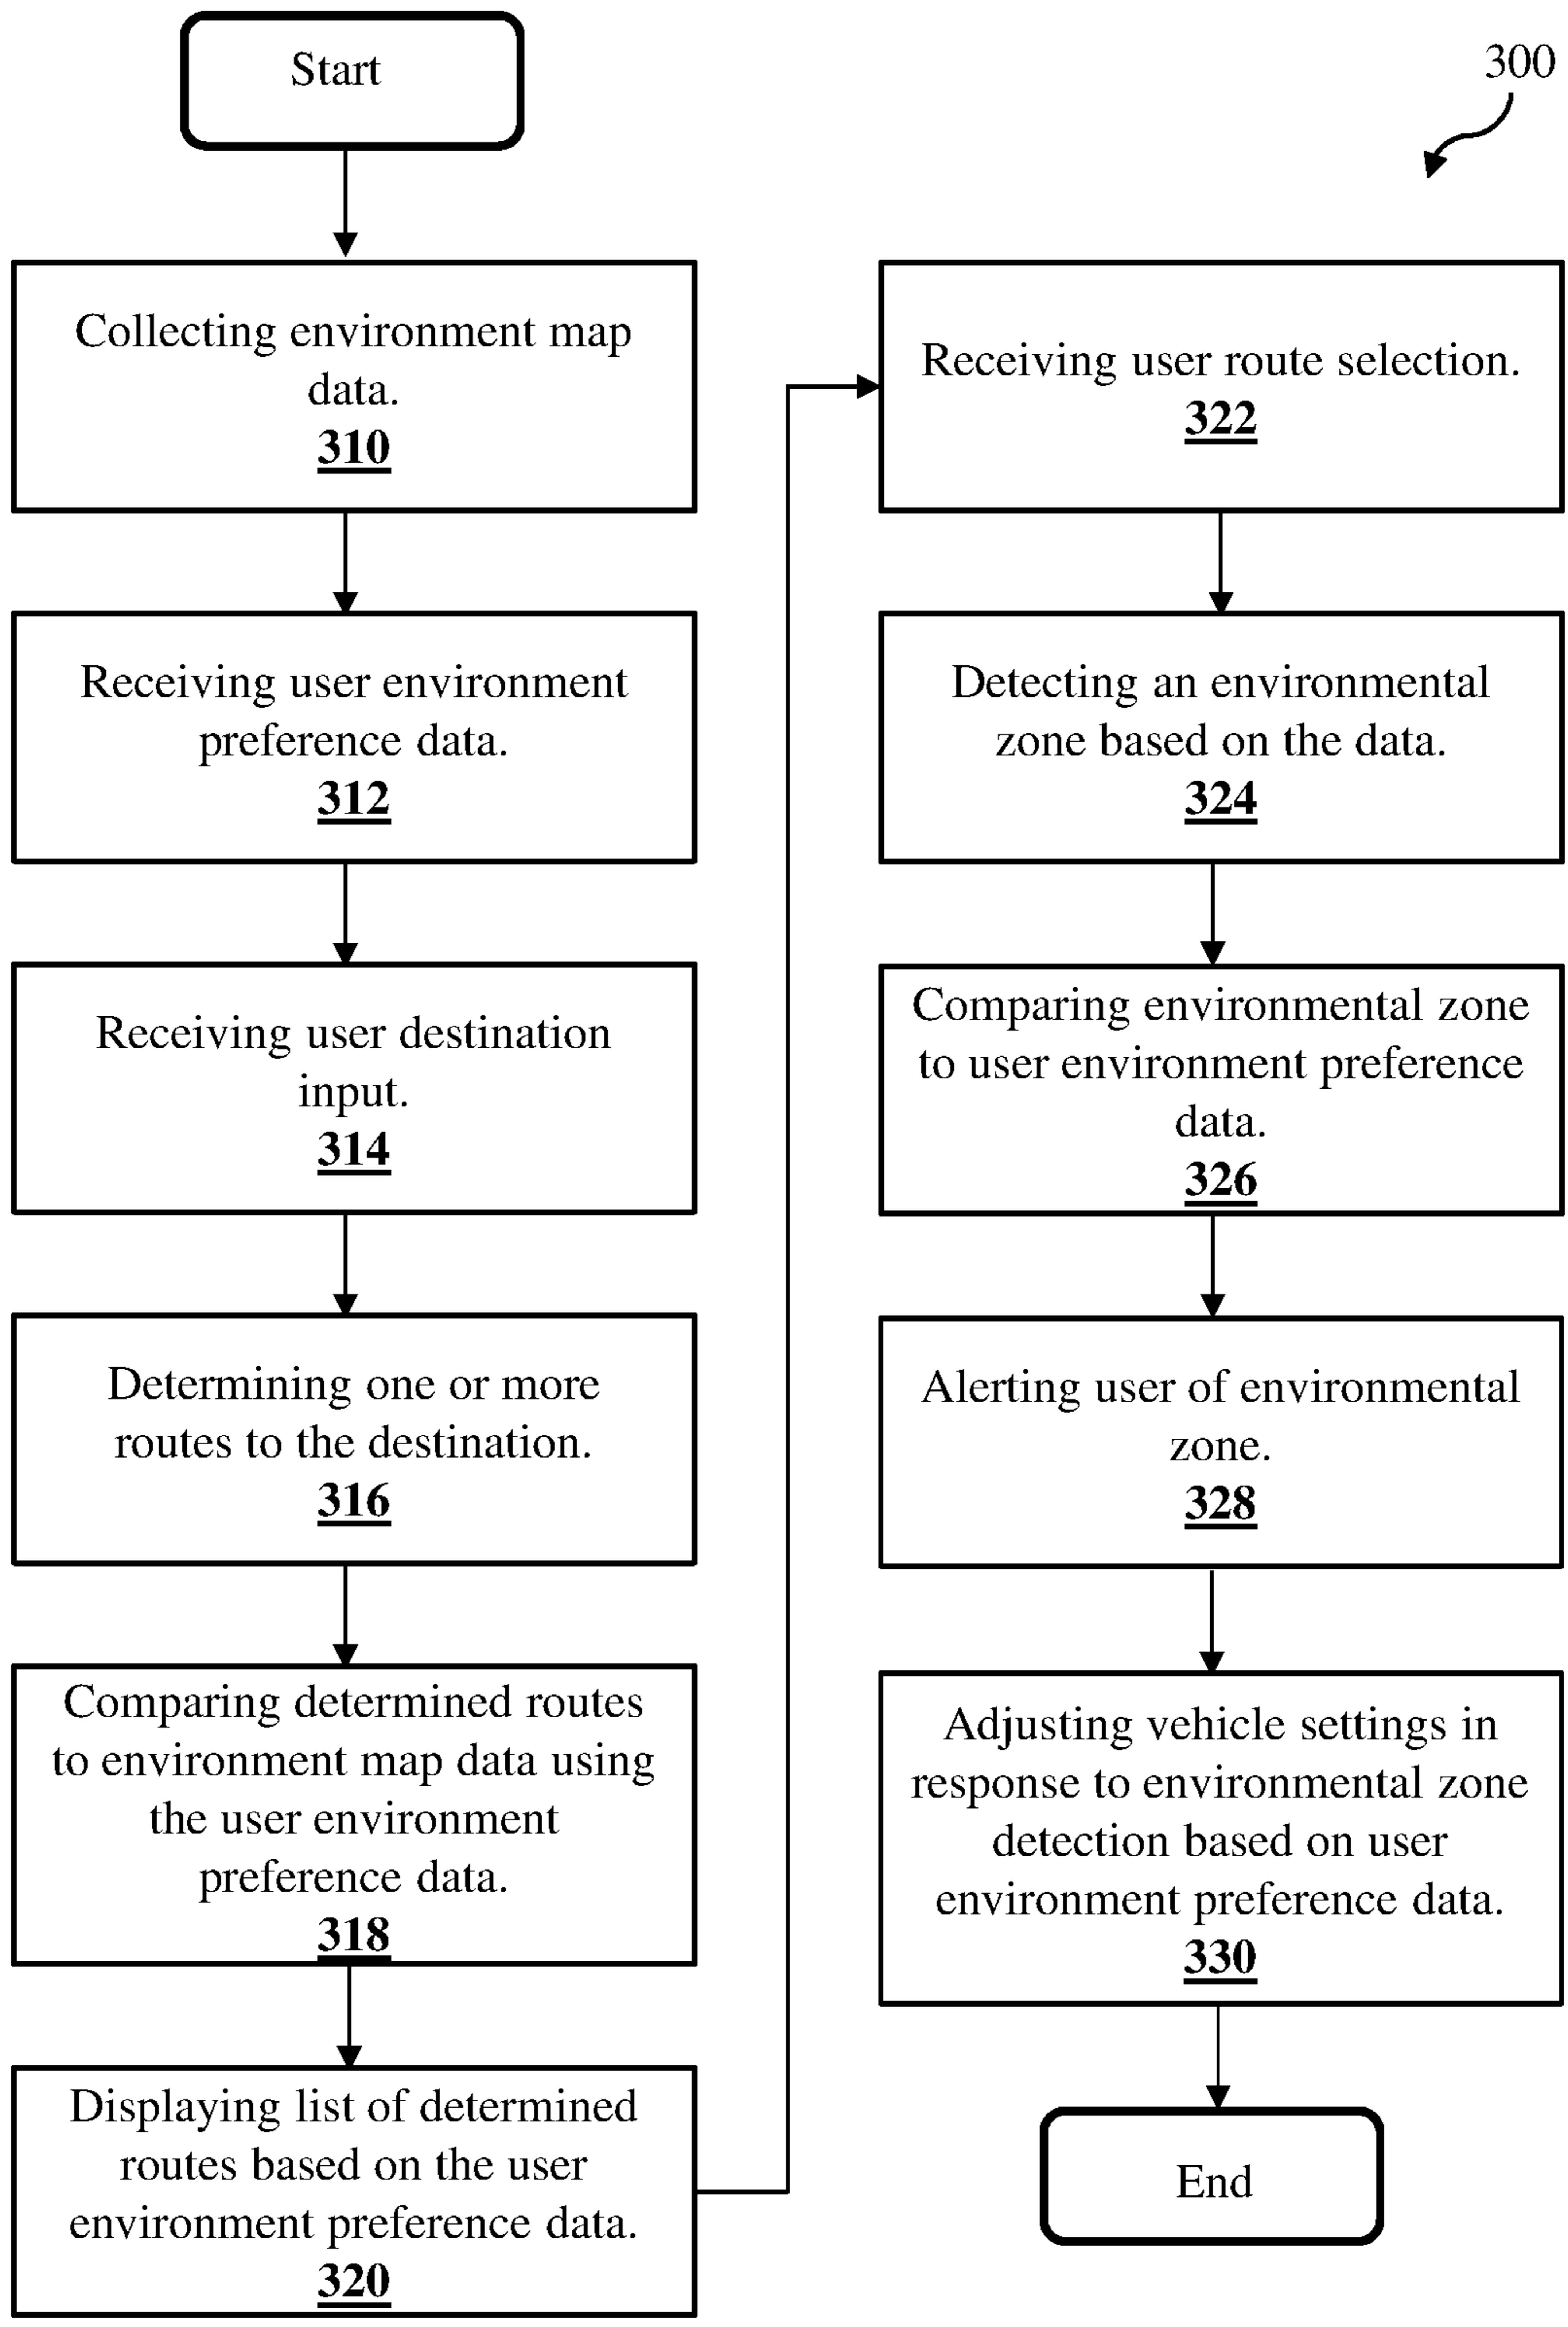 Start
300
Collecting environment map
data.
310
Receiving user environment
preference data.
312
Receiving user destination
input.
314
Determining one or more
routes to the destination.
316
Comparing determined routes
to environment map data using
the user environment
preference data.
318
Displaying list of determined
routes based on the user
environment preference data.
320
Receiving user route selection.
322
Detecting an environmental
zone based on the data.
324
Comparing environmental zone
to user environment preference
data.
326
Alerting user of environmental
zone.
328
Adjusting vehicle settings in
response to environmental zone
detection based on user
environment preference data.
330
End